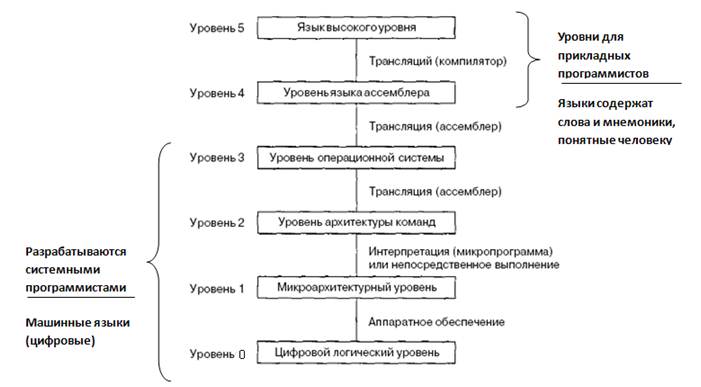 Уровень 5
Язык высокого уровня
Трансляций (компилятор)
Уровни для
прикладных
программистов
Языки содержат
слова и мнемоники,
понятные человеку
Уровень 4
Уровень языка ассемблера
Трансляция (ассемблер)
Уровень 3
Уровень операционной системы
Трансляция (ассемблер)
Уровень 2
Уровень архитектуры команд
Интерпретация (микропрограмма)
или непосредственное выполнение
Разрабатываются
системными
программистами
Машинные языки
(цифровые)
Уровень 1
Микроархитектурный уровень
Аппаратное обеспечение
Уровень 0
Цифровой логический уровень